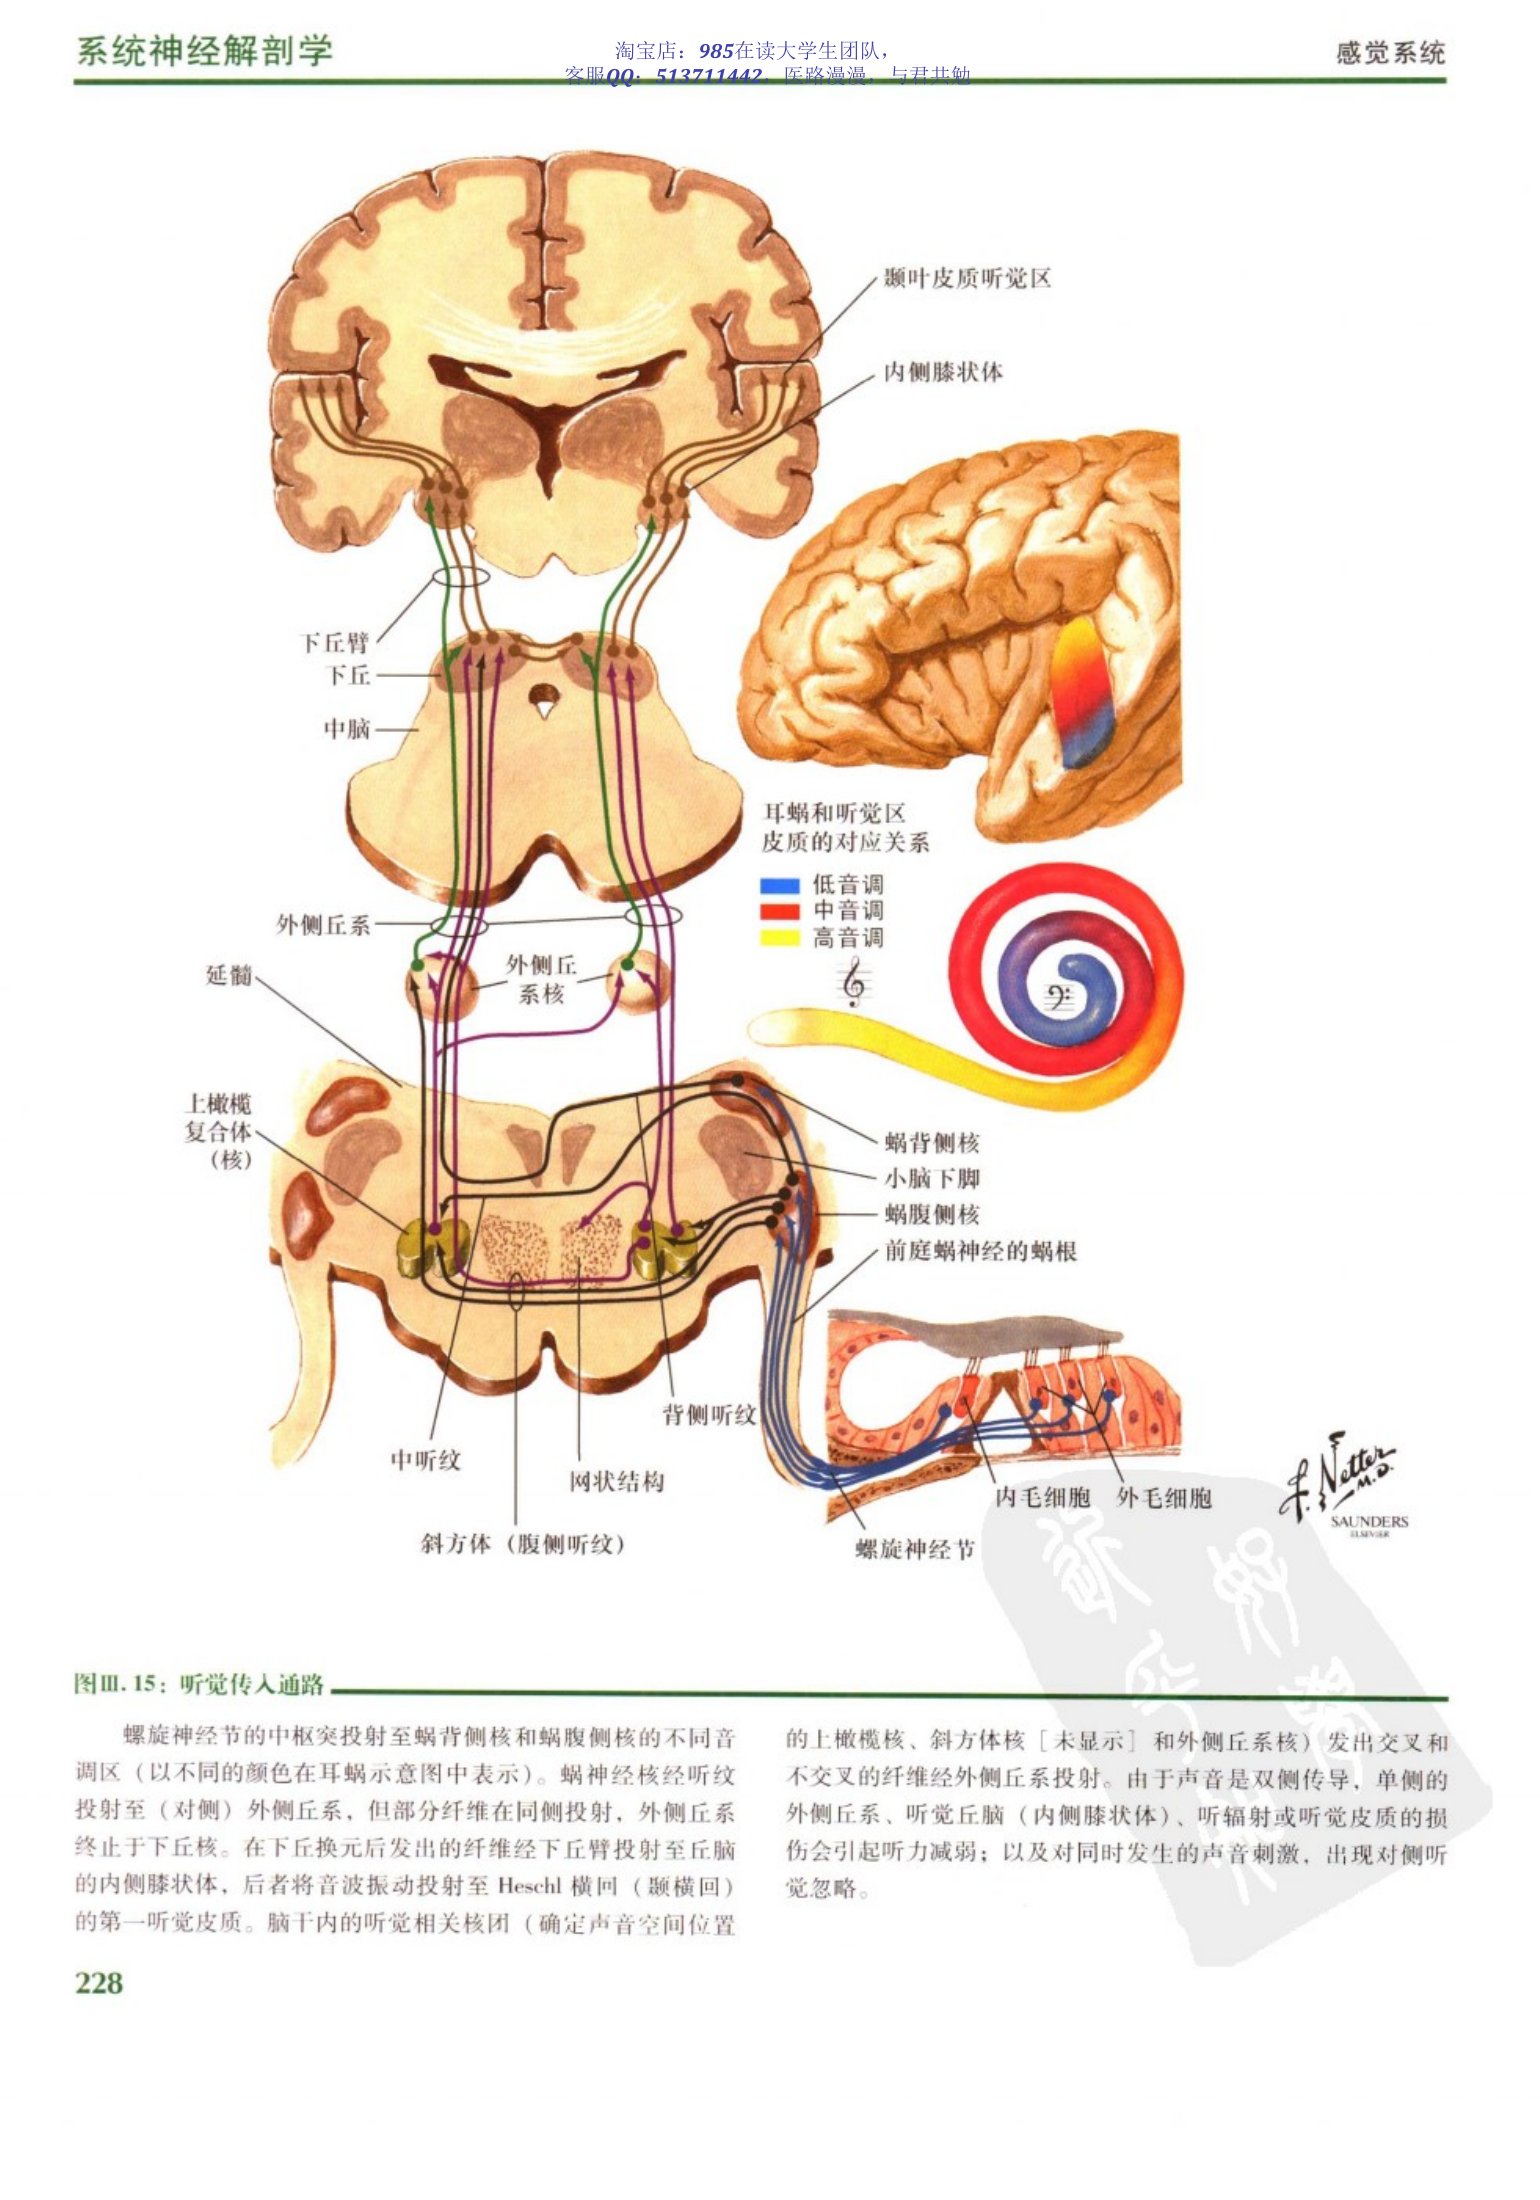 系统神经解剖学
淘宝店：985在读大学生团队，
客服QQ：513711442，医路漫漫，与君共勉
感觉系统
颞叶皮质听觉区
内侧膝状体
下丘臂
下丘
中脑
耳蜗和听觉区
皮质的对应关系
低音调
中音调
高音调
外侧丘系
外侧丘
系核
延髓
上橄榄
复合体
（核）
蜗背侧核
小脑下脚
蜗腹侧核
前庭蜗神经的蜗根
背侧听纹
中听纹
网状结构
斜方体（腹侧听纹）
内毛细胞
外毛细胞
螺旋神经节
F. Netter
M.D.
SAUNDERS
ELSEVIER
图Ⅲ.15：听觉传入通路
螺旋神经节的中枢突投射至蜗背侧核和蜗腹侧核的不同音
调区（以不同的颜色在耳蜗示意图中表示）。蜗神经核经听纹
投射至（对侧）外侧丘系，但部分纤维在同侧投射，外侧丘系
终止于下丘核。在下丘换元后发出的纤维经下丘臂投射至丘脑
的内侧膝状体，后者将音波振动投射至 Heschl 横回（颞横回）
的第一听觉皮质。脑干内的听觉相关核团（确定声音空间位置
的上橄榄核、斜方体核［未显示］和外侧丘系核）发出交叉和
不交叉的纤维经外侧丘系投射。由于声音是双侧传导，单侧的
外侧丘系、听觉丘脑（内侧膝状体）、听辐射或听觉皮质的损
伤会引起听力减弱；以及对同时发生的声音刺激，出现对侧听
觉忽略。
228